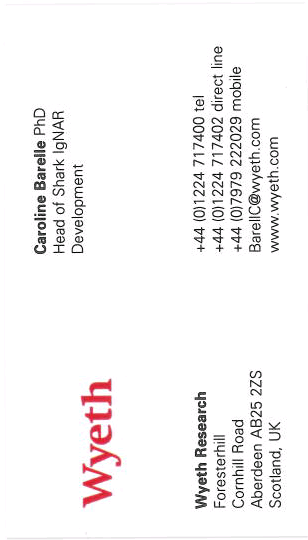 Caroline Barelle PhD
Head of Shark IgNAR
Development
Wyeth
Wyeth Research
Foresterhill
Cornhill Road
Aberdeen AB25 2ZS
Scotland, UK
+44 (0)1224 717400 tel
+44 (0)1224 717402 direct line
+44 (0)7979 222029 mobile
BarellC@wyeth.com
www.wyeth.com